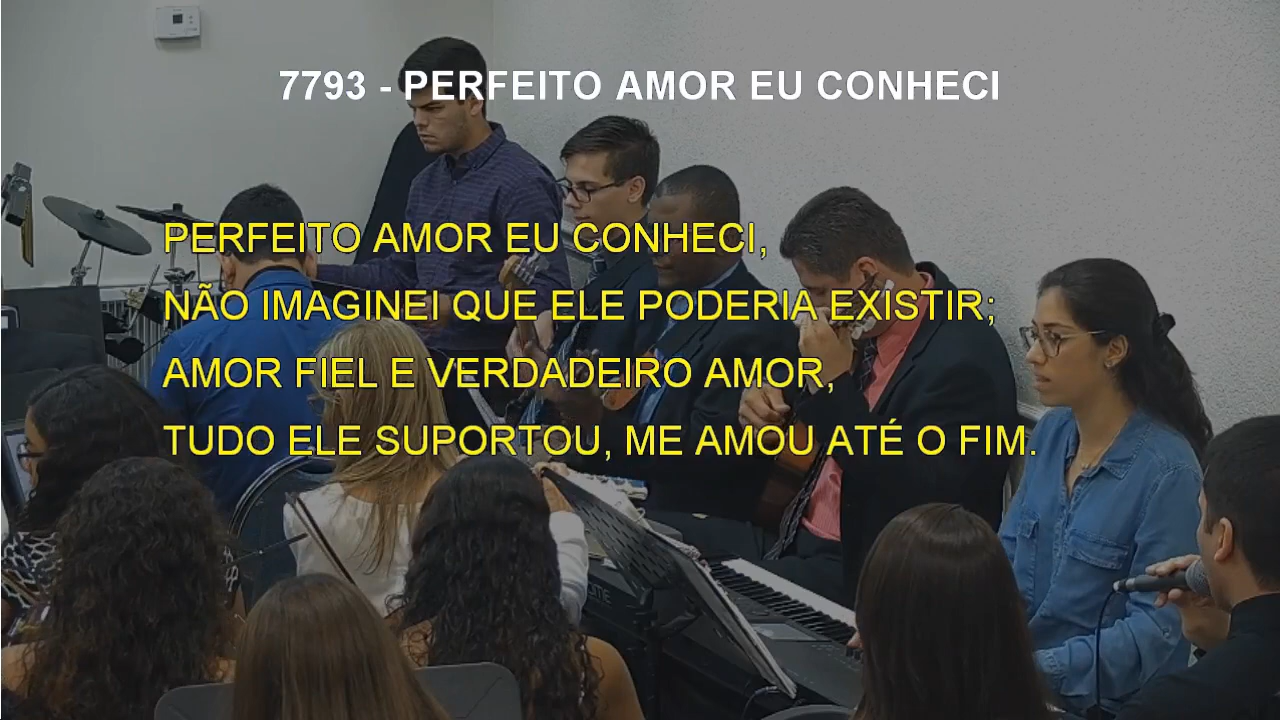 7793 - PERFEITO AMOR EU CONHECI
PERFEITO AMOR EU CONHECI,
NÃO IMAGINEI QUE ELE PODERIA EXISTIR;
AMOR FIEL E VERDADEIRO AMOR,
TUDO ELE SUPORTOU, ME AMOU ATÉ O FIM.